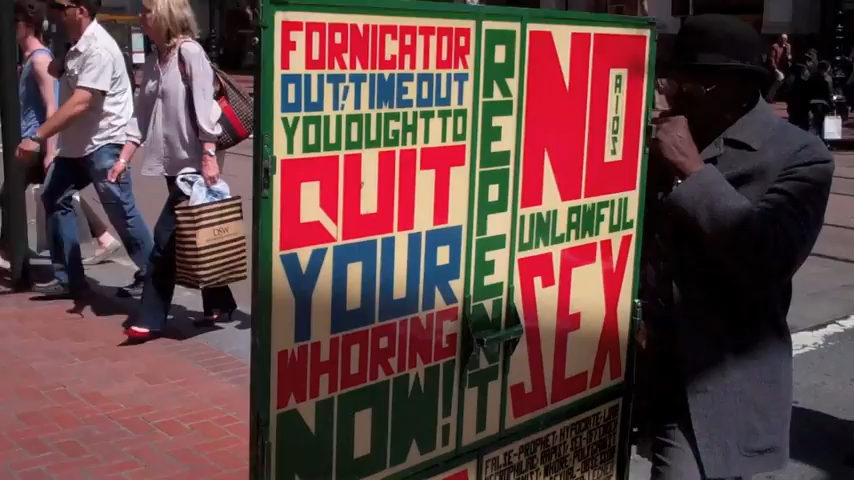 FORNICATOR
OUT! TIME OUT
YOU OUGHT TO
QUIT
YOUR
WHORING
NOW!
REPENT
NO
AIDS
UNLAWFUL
SEX
FALSE-PROPHET, HYPOCRITE, LIAR
DSW